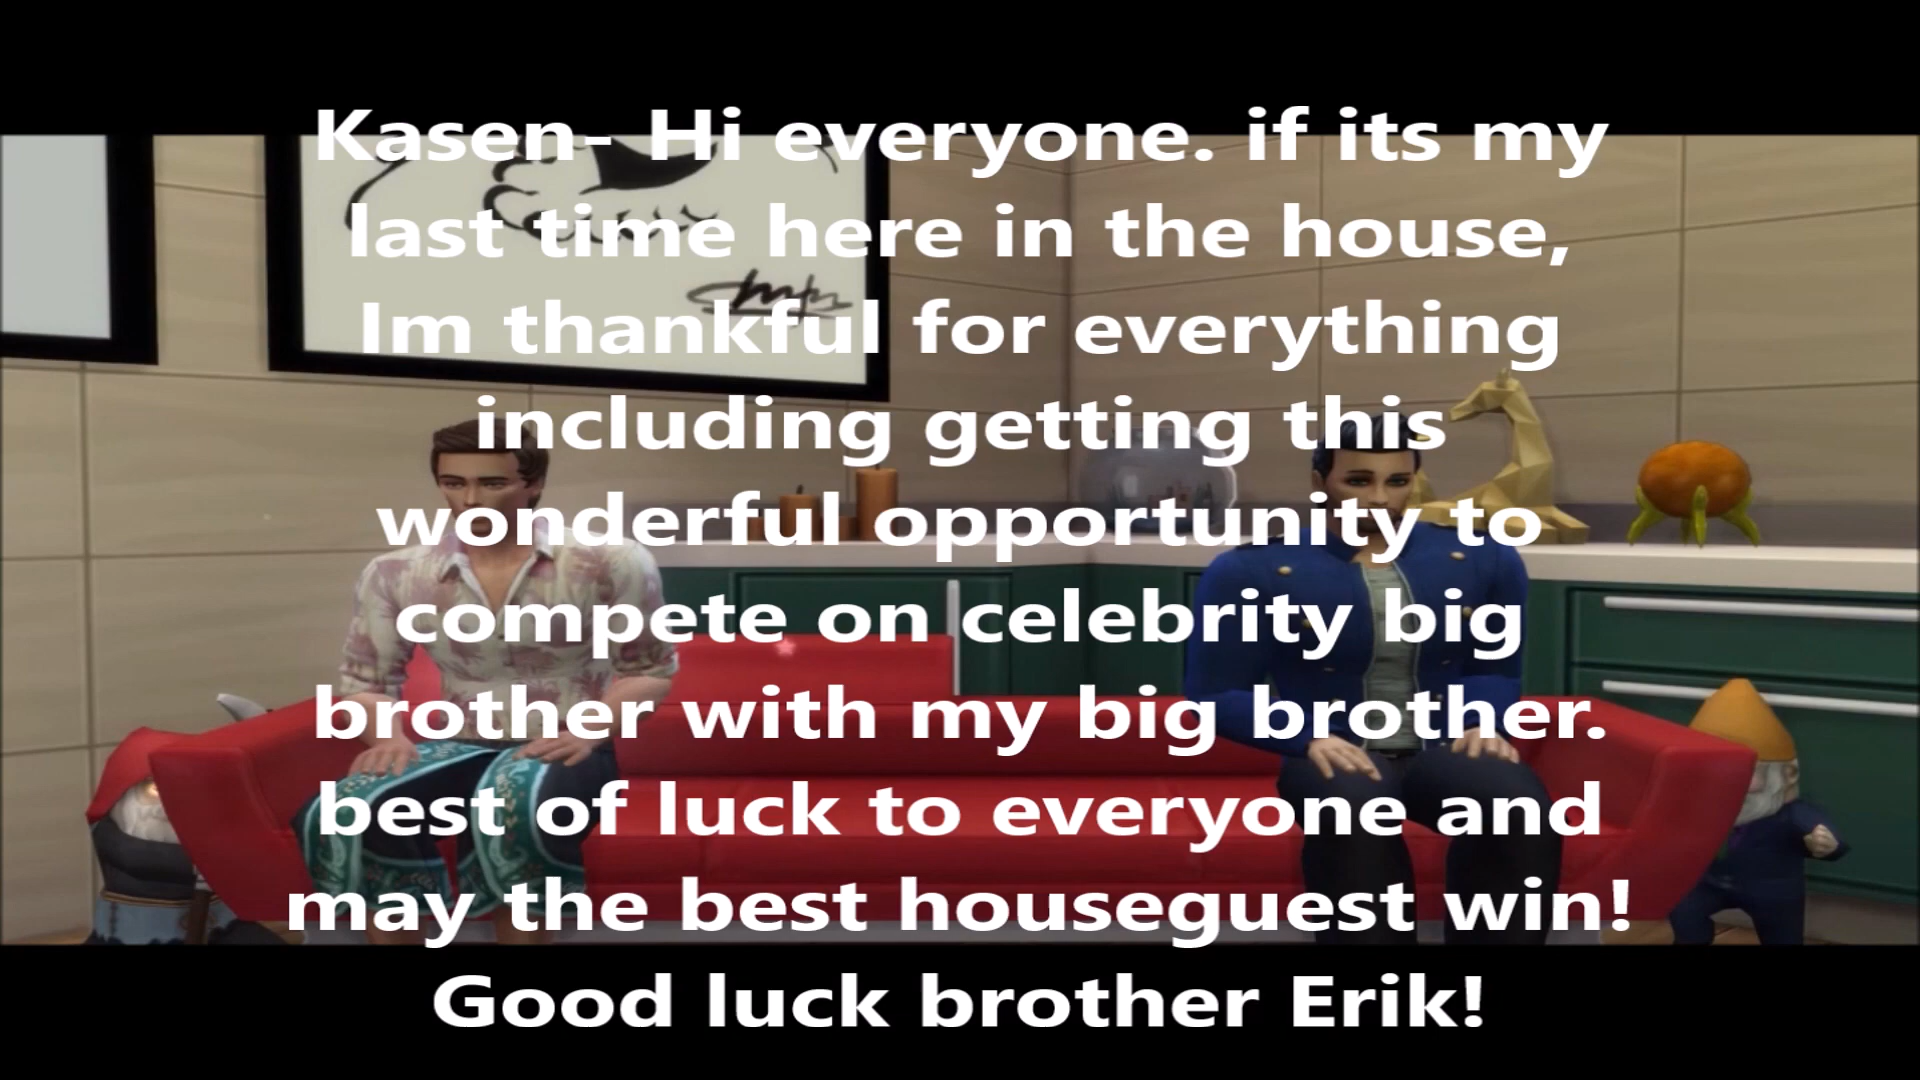 Kasen- Hi everyone. if its my
last time here in the house,
Im thankful for everything
including getting this
wonderful opportunity to
compete on celebrity big
brother with my big brother.
best of luck to everyone and
may the best houseguest win!
Good luck brother Erik!